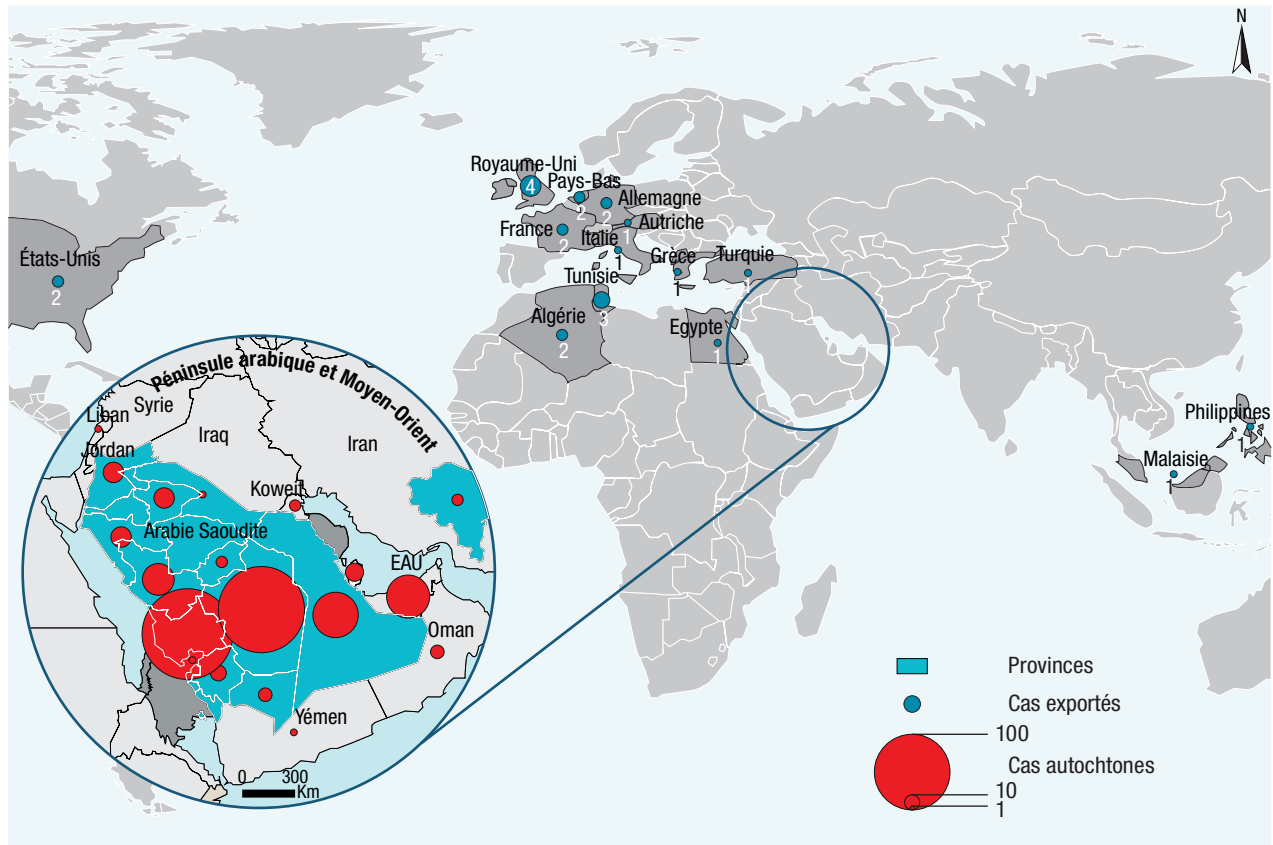 N
Royaume-Uni
4
Pays-Bas
2
Allemagne
2
France
2
Autriche
1
Italie
1
États-Unis
2
Grèce
1
Turquie
1
Tunisie
3
Algérie
2
Egypte
1
Philippines
1
Malaisie
1
Péninsule arabique et Moyen-Orient
Liban
Syrie
Iraq
Iran
Jordan
Koweit
Arabie Saoudite
EAU
Oman
Yémen
0 300
Km
Provinces
Cas exportés
100
Cas autochtones
10
1